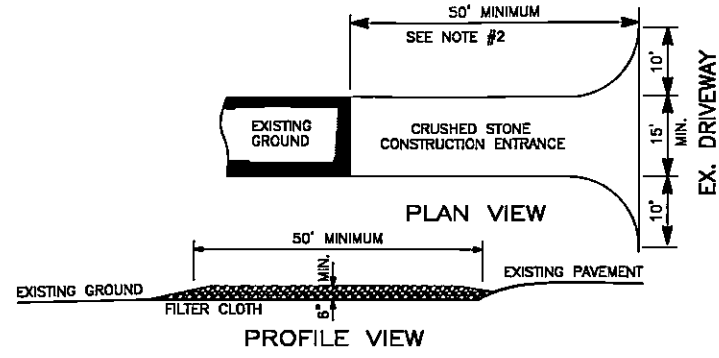 50' MINIMUM
SEE NOTE #2
EXISTING
GROUND
CRUSHED STONE
CONSTRUCTION ENTRANCE
10'
15'
MIN.
10'
EX. DRIVEWAY
PLAN VIEW
50' MINIMUM
MIN.
6"
EXISTING GROUND
EXISTING PAVEMENT
FILTER CLOTH
PROFILE VIEW